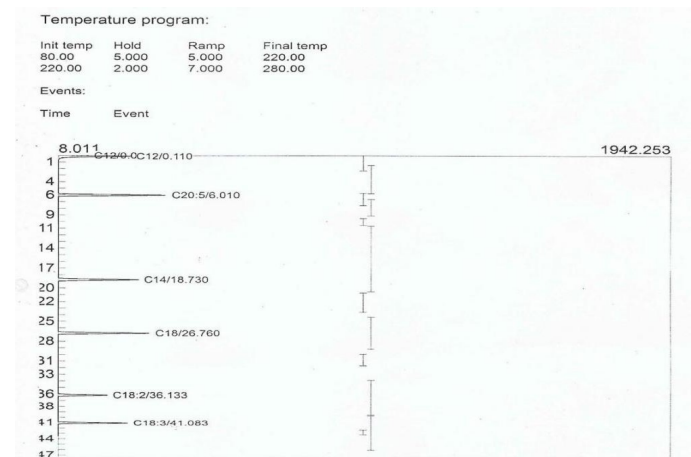 Temperature program:
Init temp Hold Ramp Final temp
80.00 5.000 5.000 220.00
220.00 2.000 7.000 280.00
Events:
Time Event
8.011 1942.253
C12/0.0C12/0.110
1
4
6 C20:5/6.010
9
11
14
17
C14/18.730
20
22
25
C18/26.760
28
31
33
36 C18:2/36.133
38
41 C18:3/41.083
44
47